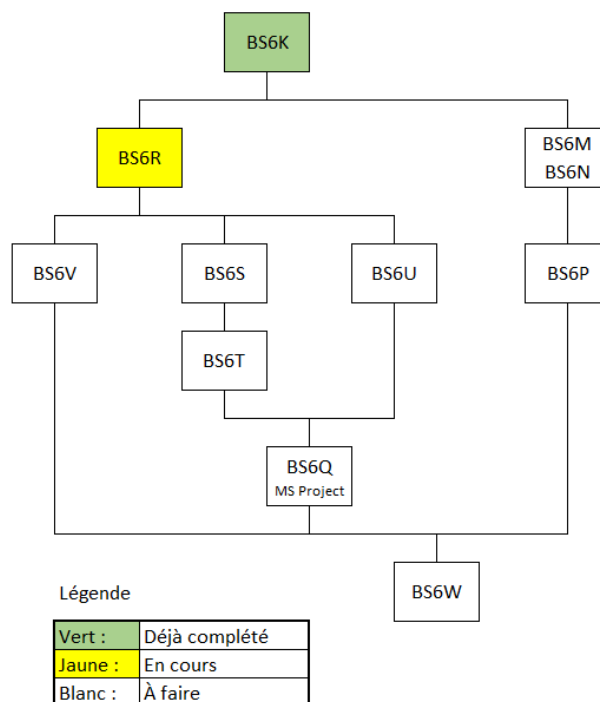 BS6K
BS6R
BS6M
BS6N
BS6V
BS6S
BS6U
BS6P
BS6T
BS6Q
MS Project
BS6W
Légende
Vert : Déjà complété
Jaune : En cours
Blanc : À faire